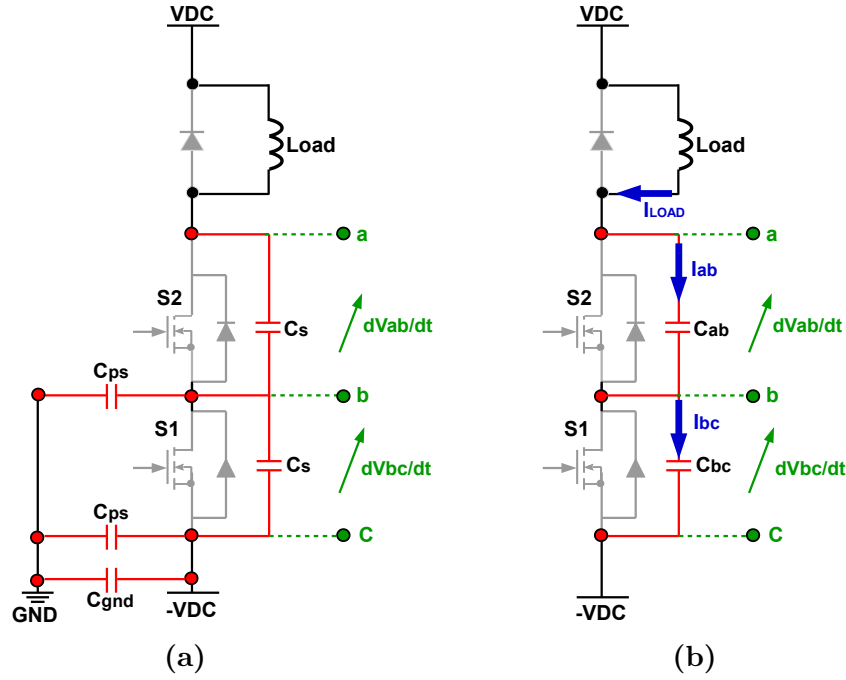 VDC
Load
a
S2
Cs
dVab/dt
Cps
b
S1
Cs
dVbc/dt
Cps
C
Cgnd
GND
-VDC
(a)
VDC
Load
ILOAD
a
Iab
S2
Cab
dVab/dt
b
Ibc
S1
Cbc
dVbc/dt
C
-VDC
(b)